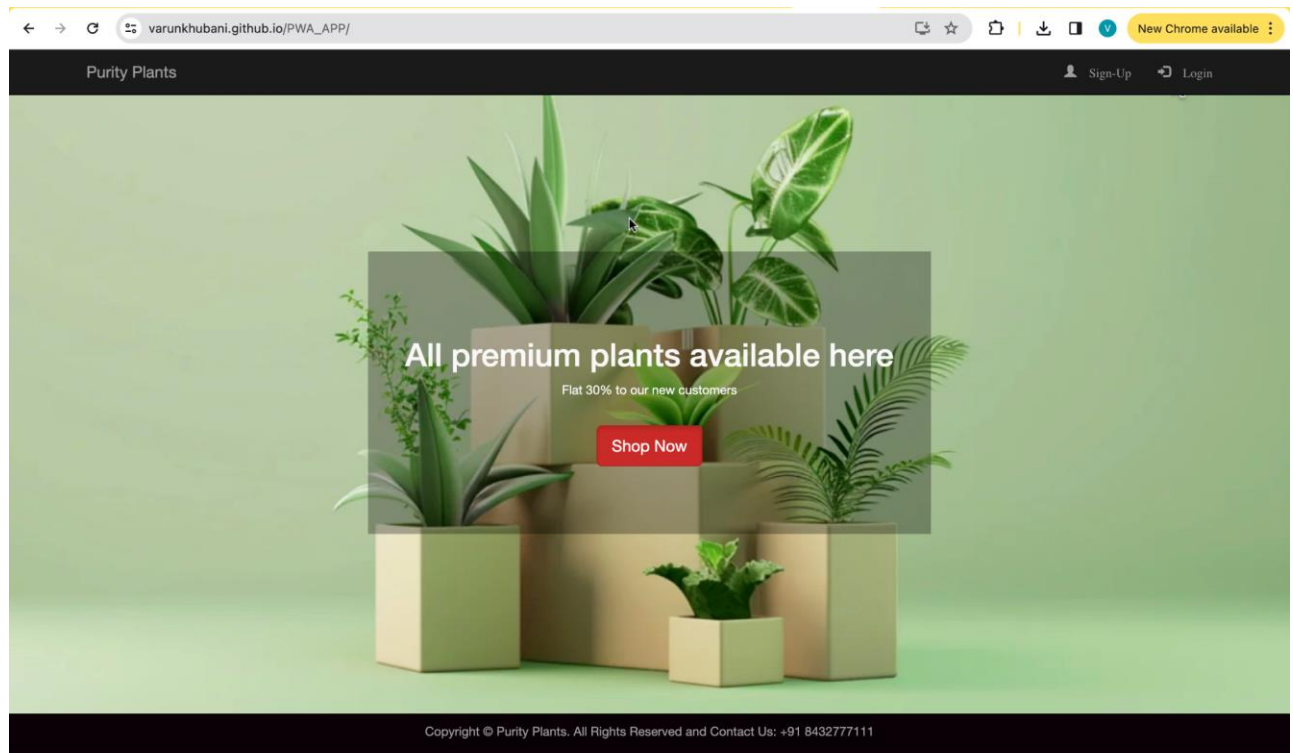 varunkhubani.github.io/PWA_APP/
V
New Chrome available
Purity Plants
Sign-Up
Login
All premium plants available here
Flat 30% to our new customers
Shop Now
Copyright © Purity Plants. All Rights Reserved and Contact Us: +91 8432777111